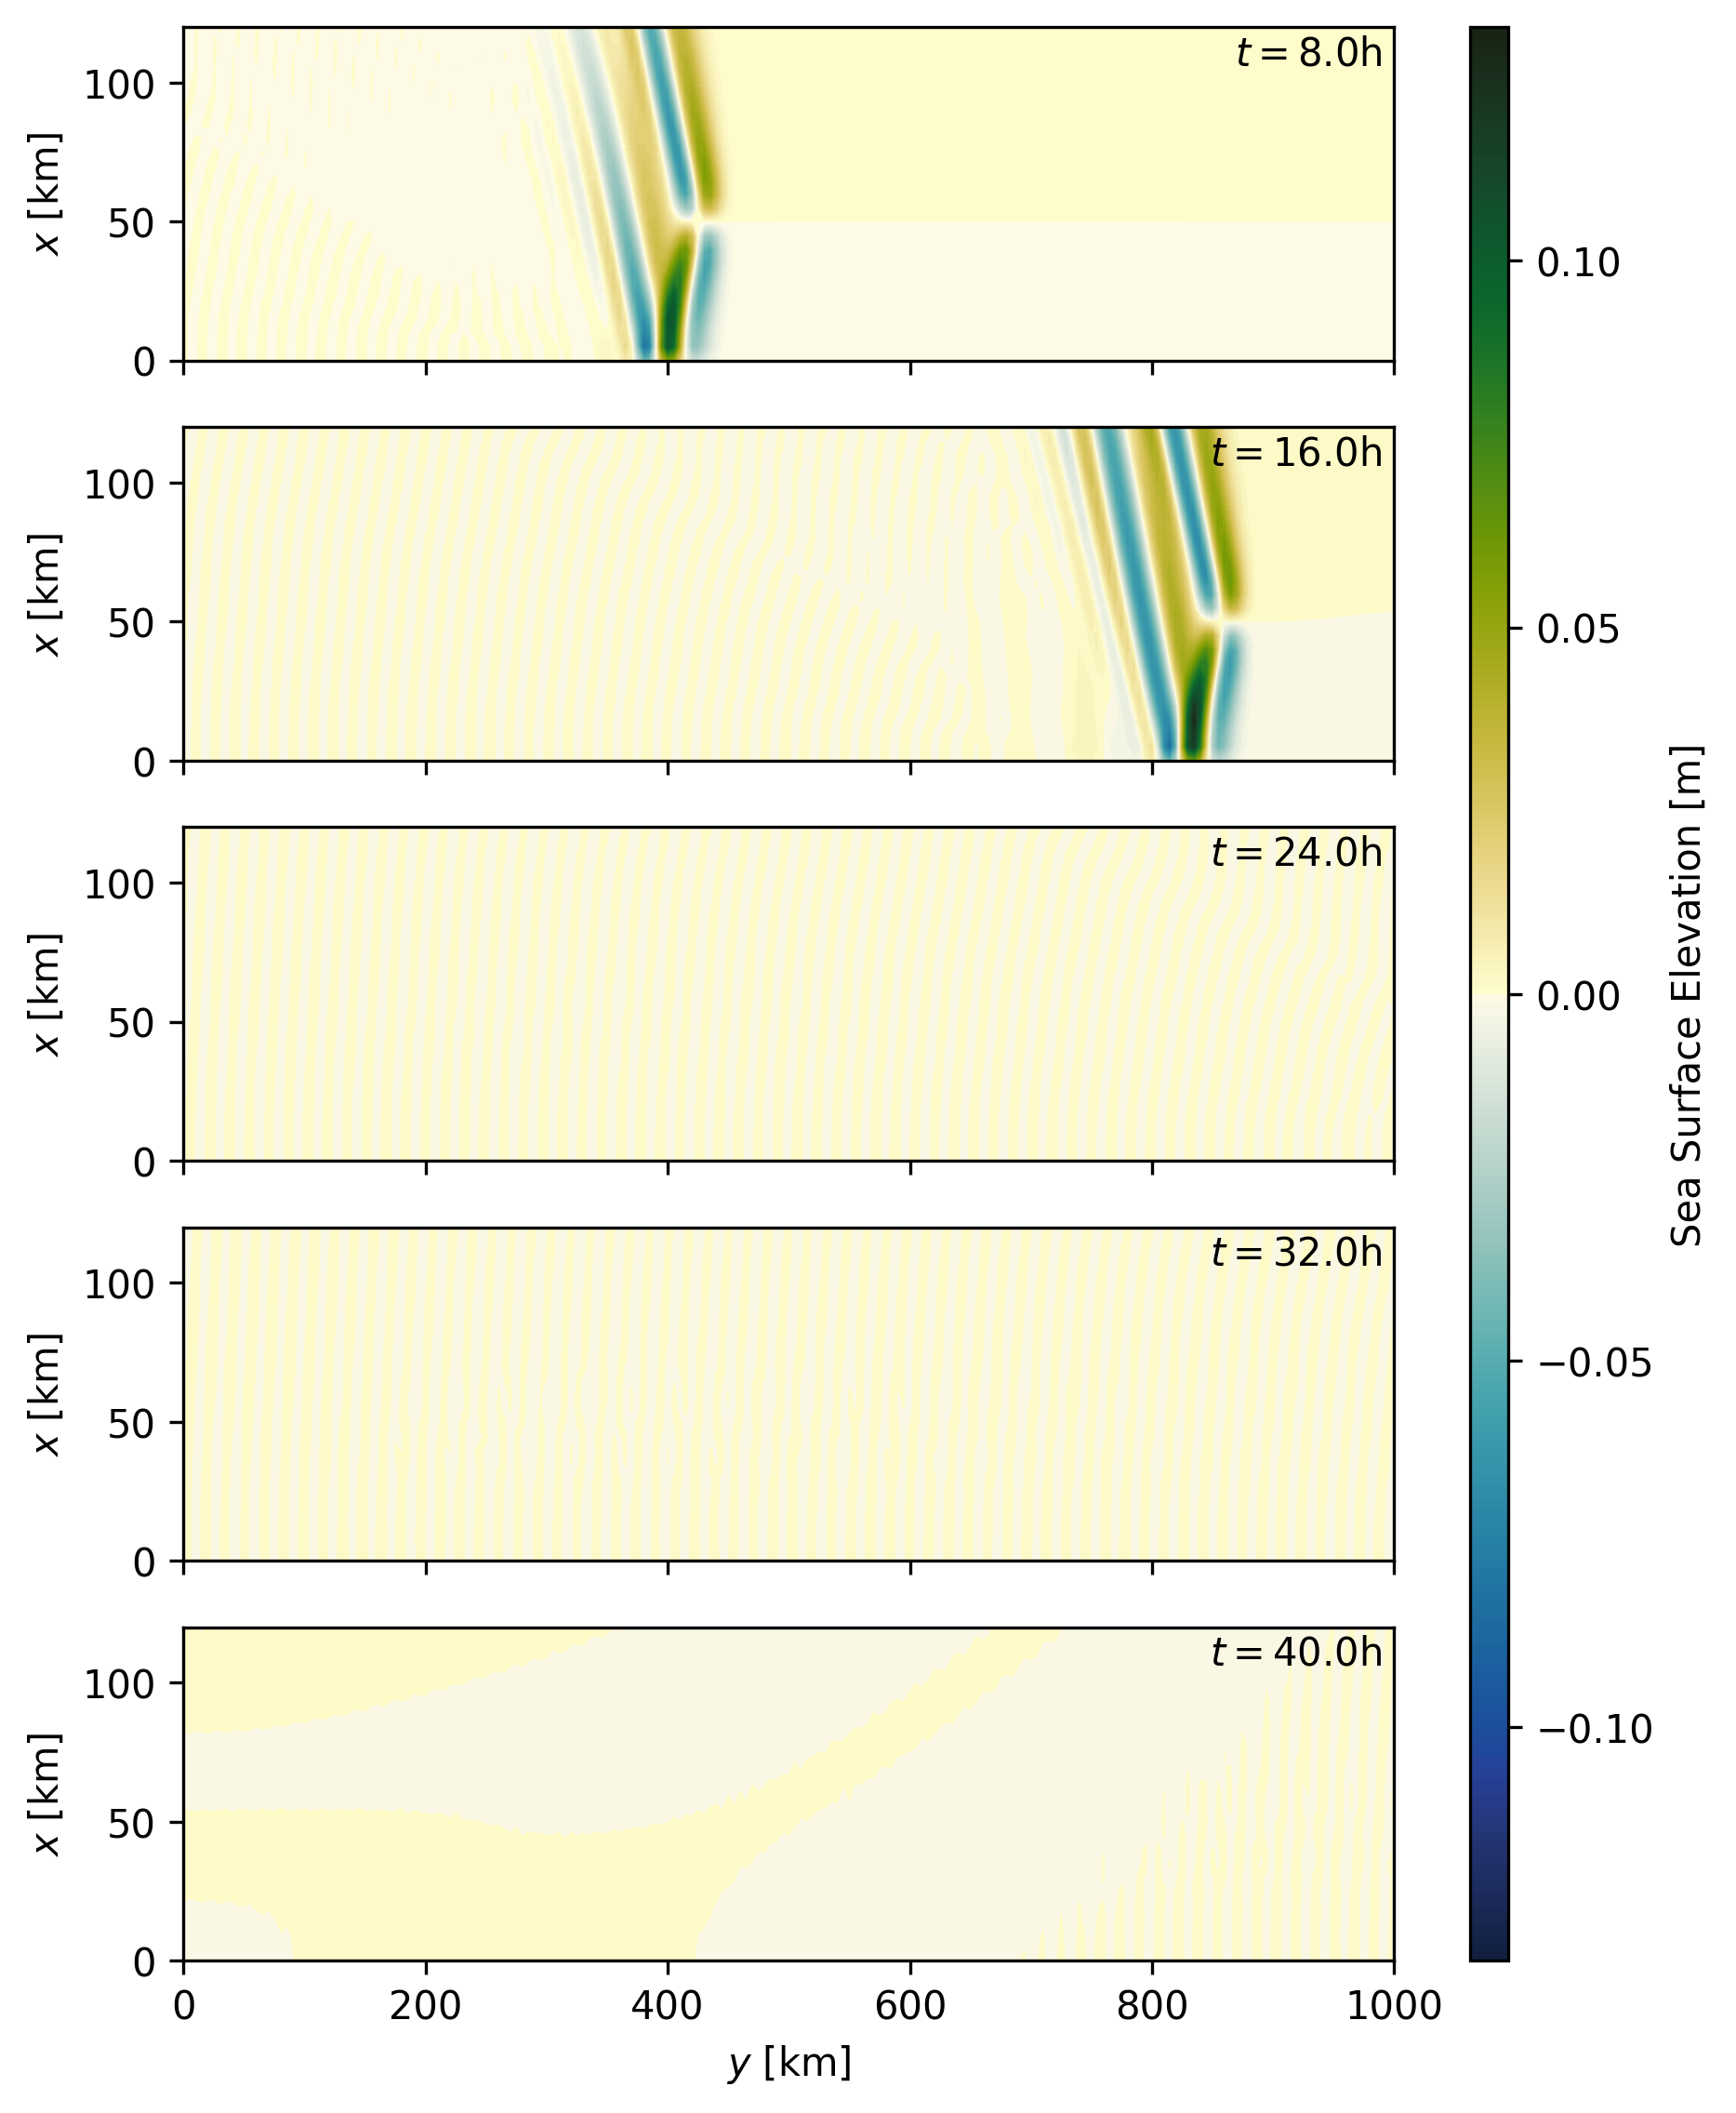 t = 8.0h
100
50
0
x [km]
t = 16.0h
100
50
0
x [km]
t = 24.0h
100
50
0
x [km]
t = 32.0h
100
50
0
x [km]
t = 40.0h
100
50
0
x [km]
0 200 400 600 800 1000
y [km]
0.10
0.05
0.00
−0.05
−0.10
Sea Surface Elevation [m]